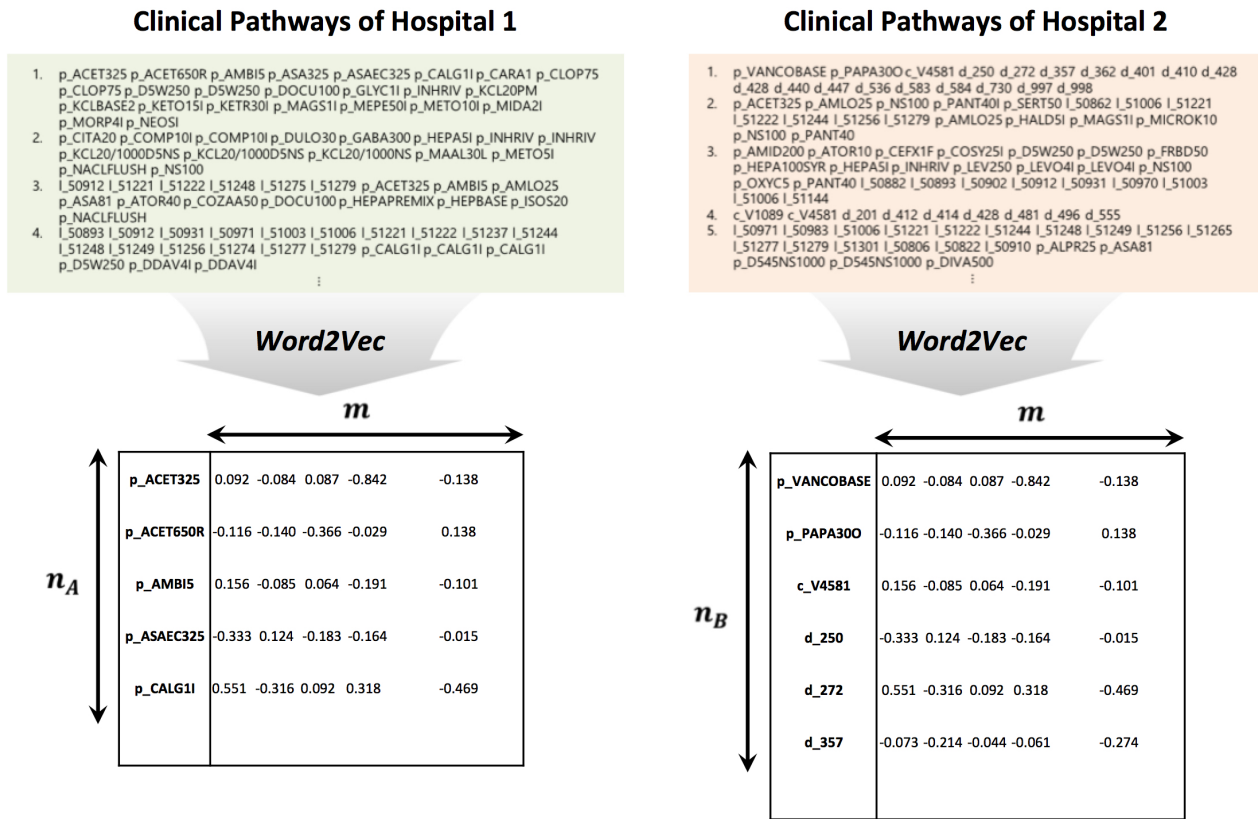 Clinical Pathways of Hospital 1
1. p_ACET325 p_ACET650R p_AMBI5 p_ASA325 p_ASAEC325 p_CALG1I p_CARA1 p_CLOP75
p_CLOP75 p_D5W250 p_D5W250 p_DOCU100 p_GLYC1I p_INHRIV p_KCL20PM
p_KCLBASE2 p_KETO15I p_KETR30I p_MAGS1I p_MEPE50I p_METO10I p_MIDA2I
p_MORP4I p_NEOSI
2. p_CITA20 p_COMP10I p_COMP10I p_DULO30 p_GABA300 p_HEPA5I p_INHRIV p_INHRIV
p_KCL20/1000D5NS p_KCL20/1000D5NS p_KCL20/1000NS p_MAAL30L p_METO5I
p_NACLFLUSH p_NS100
3. l_50912 l_51221 l_51222 l_51248 l_51275 l_51279 p_ACET325 p_AMBI5 p_AMLO25
p_ASA81 p_ATOR40 p_COZAA50 p_DOCU100 p_HEPAPREMIX p_HEPBASE p_ISOS20
p_NACLFLUSH
4. l_50893 l_50912 l_50931 l_50971 l_51003 l_51006 l_51221 l_51222 l_51237 l_51244
l_51248 l_51249 l_51256 l_51274 l_51277 l_51279 p_CALG1I p_CALG1I p_CALG1I
p_D5W250 p_DDAV4I p_DDAV4I
⋮
Word2Vec
m
n_A
p_ACET325 0.092 -0.084 0.087 -0.842 -0.138
p_ACET650R -0.116 -0.140 -0.366 -0.029 0.138
p_AMBI5 0.156 -0.085 0.064 -0.191 -0.101
p_ASAEC325 -0.333 0.124 -0.183 -0.164 -0.015
p_CALG1I 0.551 -0.316 0.092 0.318 -0.469
Clinical Pathways of Hospital 2
1. p_VANCOBASE p_PAPA30O c_V4581 d_250 d_272 d_357 d_362 d_401 d_410 d_428
d_428 d_440 d_447 d_536 d_583 d_584 d_730 d_997 d_998
2. p_ACET325 p_AMLO25 p_NS100 p_PANT40I p_SERT50 l_50862 l_51006 l_51221
l_51222 l_51244 l_51256 l_51279 p_AMLO25 p_HALD5I p_MAGS1I p_MICROK10
p_NS100 p_PANT40
3. p_AMID200 p_ATOR10 p_CEFX1F p_COSY25I p_D5W250 p_D5W250 p_FRBD50
p_HEPA100SYR p_HEPA5I p_INHRIV p_LEV250 p_LEVO4I p_LEVO4I p_NS100
p_OXYC5 p_PANT40 l_50882 l_50893 l_50902 l_50912 l_50931 l_50970 l_51003
l_51006 l_51144
4. c_V1089 c_V4581 d_201 d_412 d_414 d_428 d_481 d_496 d_555
5. l_50971 l_50983 l_51006 l_51221 l_51222 l_51244 l_51248 l_51249 l_51256 l_51265
l_51277 l_51279 l_51301 l_50806 l_50822 l_50910 p_ALPR25 p_ASA81
p_D545NS1000 p_D545NS1000 p_DIVA500
⋮
Word2Vec
m
n_B
p_VANCOBASE 0.092 -0.084 0.087 -0.842 -0.138
p_PAPA30O -0.116 -0.140 -0.366 -0.029 0.138
c_V4581 0.156 -0.085 0.064 -0.191 -0.101
d_250 -0.333 0.124 -0.183 -0.164 -0.015
d_272 0.551 -0.316 0.092 0.318 -0.469
d_357 -0.073 -0.214 -0.044 -0.061 -0.274